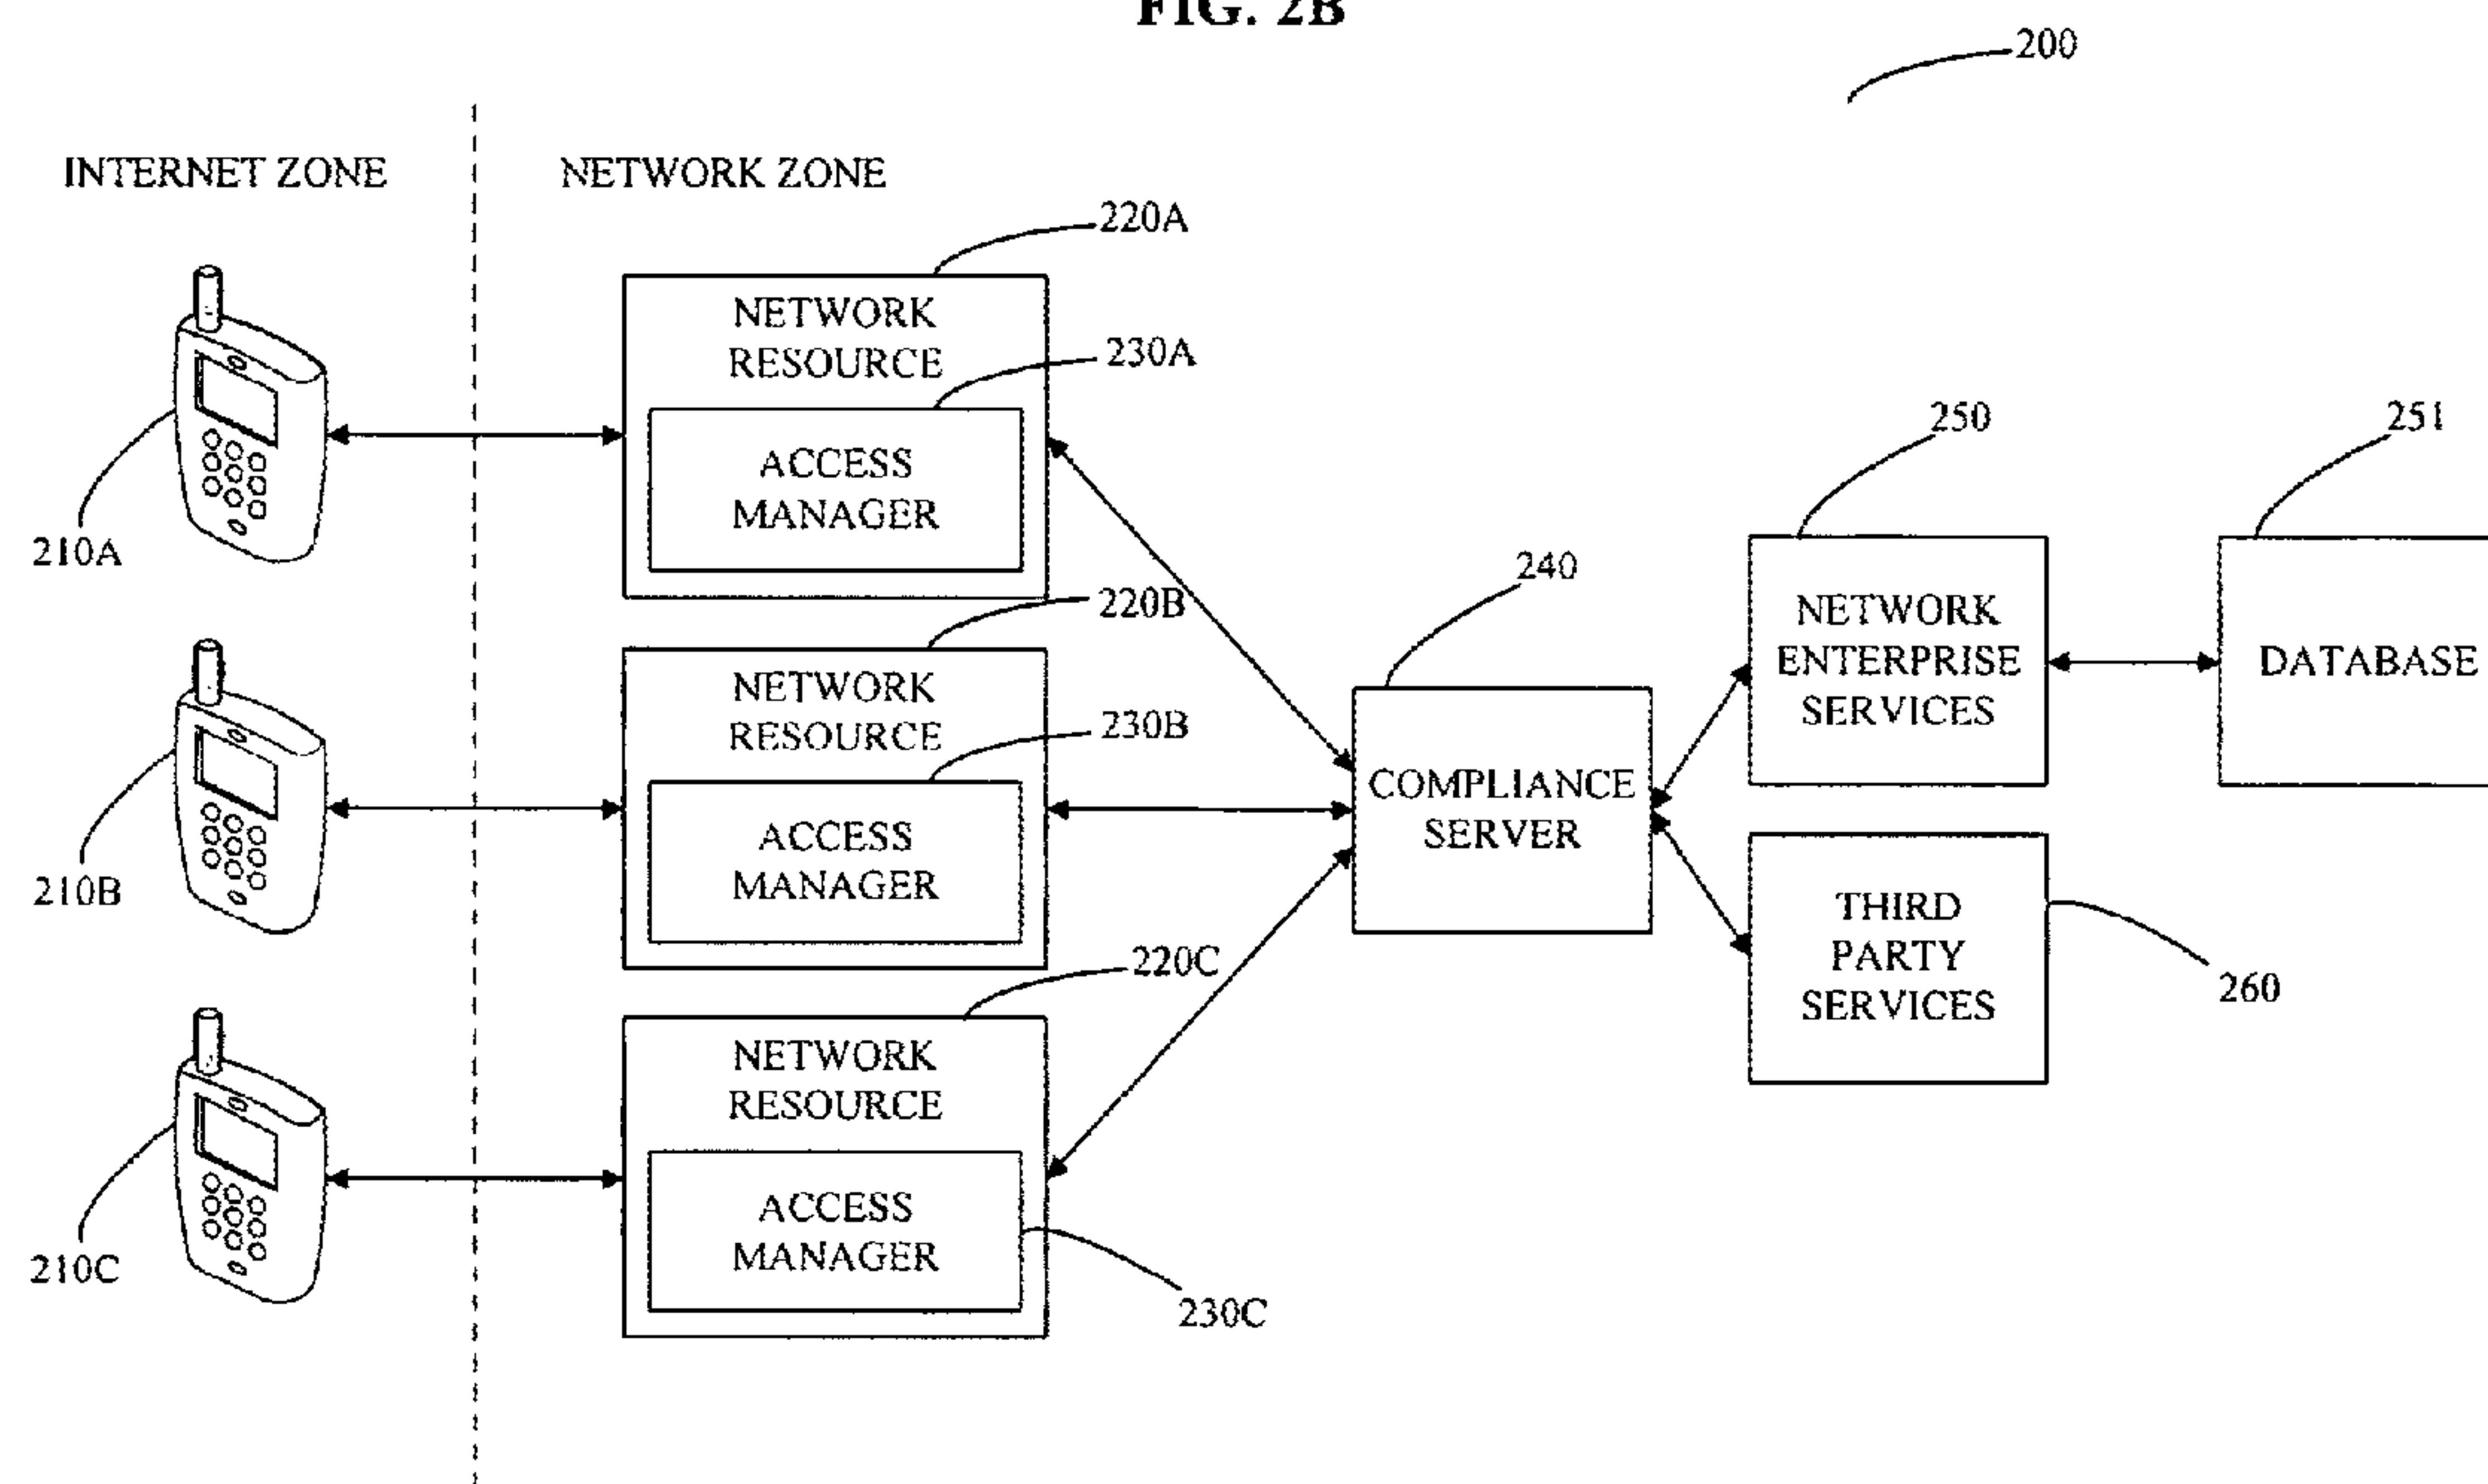 FIG. 2B
200
INTERNET ZONE
NETWORK ZONE
220A
NETWORK
RESOURCE
230A
ACCESS
MANAGER
210A
220B
NETWORK
RESOURCE
230B
ACCESS
MANAGER
210B
220C
NETWORK
RESOURCE
ACCESS
MANAGER
230C
210C
240
COMPLIANCE
SERVER
250
NETWORK
ENTERPRISE
SERVICES
251
DATABASE
THIRD
PARTY
SERVICES
260